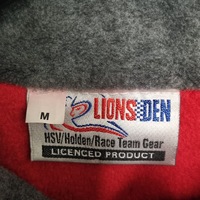 M
LIONS DEN
HSV/Holden/Race Team Gear
LICENCED PRODUCT